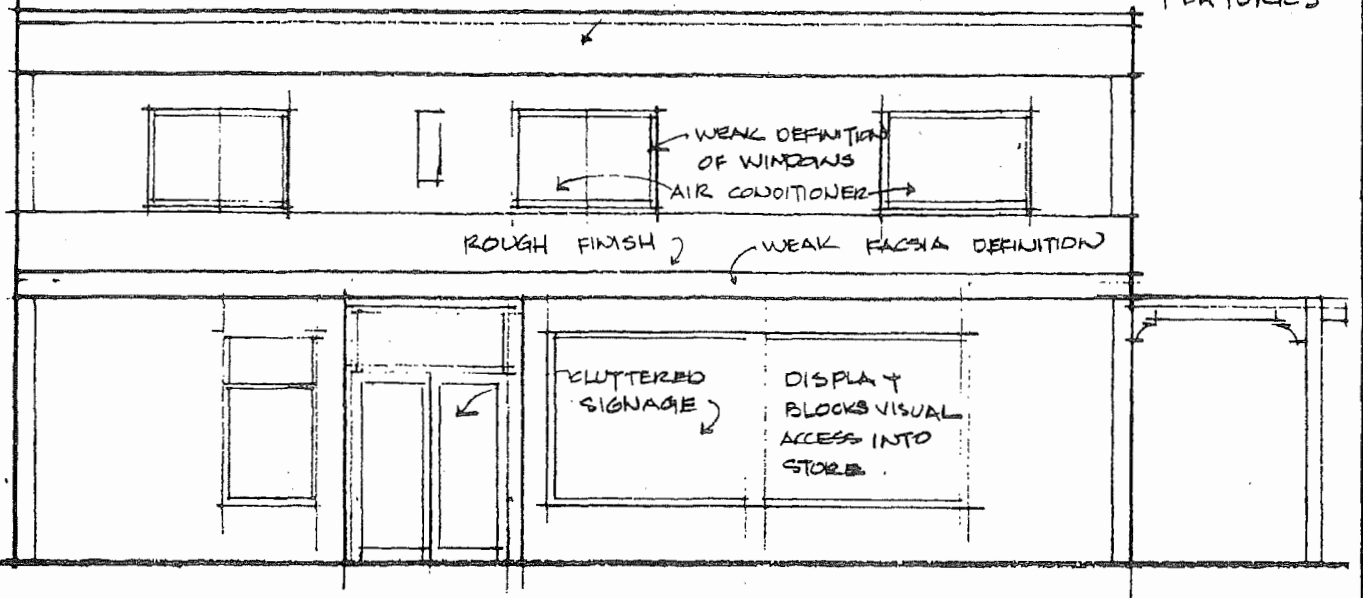 WEAK DEFINITION
OF WINDOWS
AIR CONDITIONER
ROUGH FINISH
WEAK FACSIA DEFINITION
CLUTTERED
SIGNAGE
DISPLAY
BLOCKS VISUAL
ACCESS INTO
STORE.